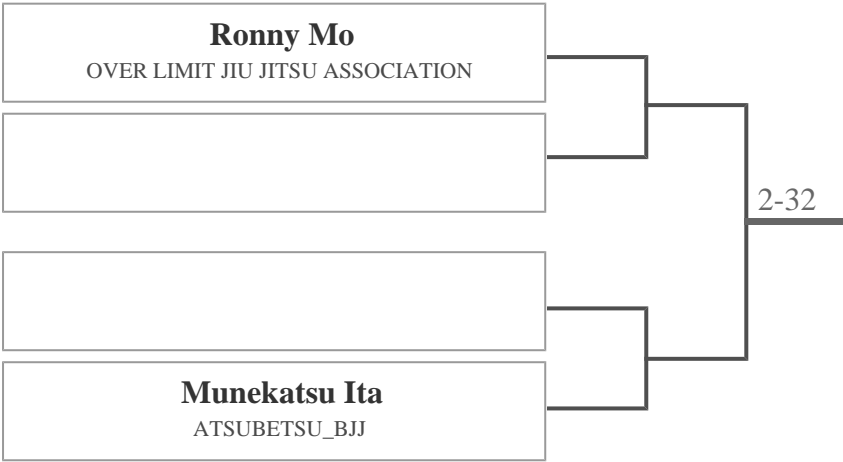 Ronny Mo
OVER LIMIT JIU JITSU ASSOCIATION
2-32
Munekatsu Ita
ATSUBETSU_BJJ